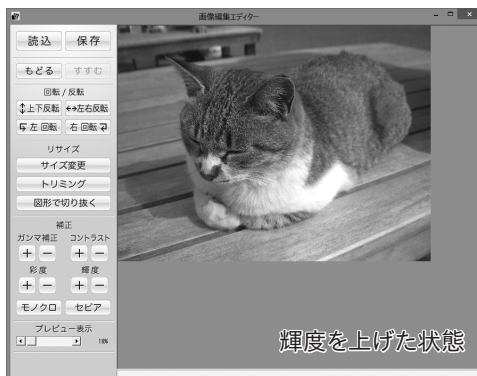 画像編集エディター
読込 保存
もどる すすむ
回転 / 反転
上下反転 左右反転
左回転 右回転
リサイズ
サイズ変更
トリミング
図形で切り抜く
補正
ガンマ補正 コントラスト
+ − + −
彩度 輝度
+ − + −
モノクロ セピア
プレビュー表示
18%
輝度を上げた状態